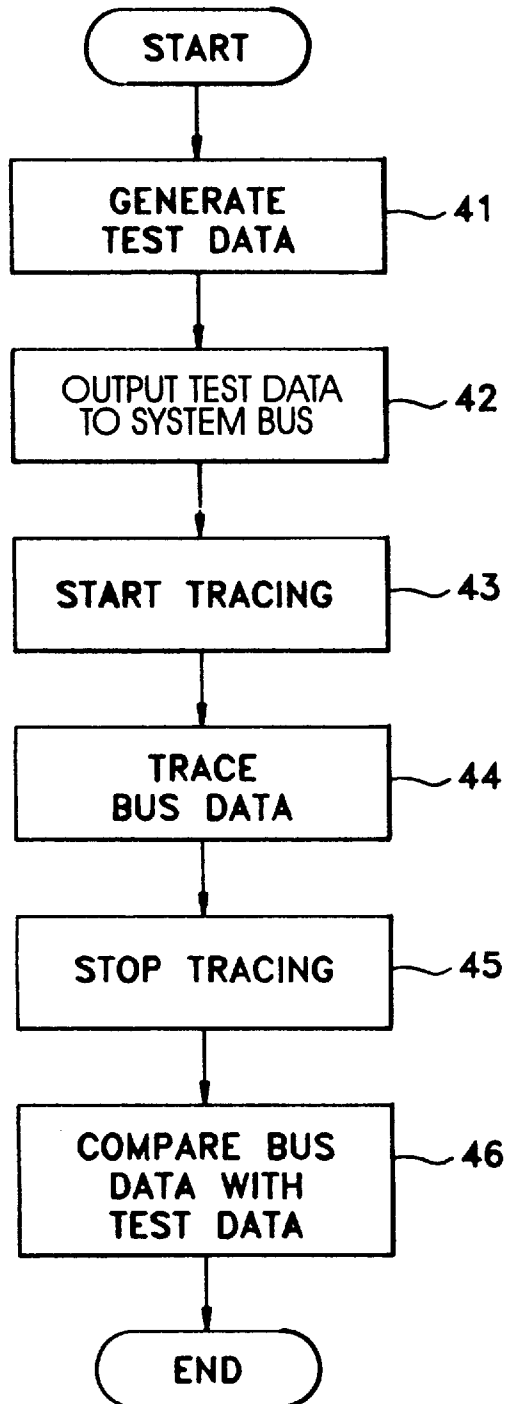 START
GENERATE
TEST DATA
41
OUTPUT TEST DATA
TO SYSTEM BUS
42
START TRACING
43
TRACE
BUS DATA
44
STOP TRACING
45
COMPARE BUS
DATA WITH
TEST DATA
46
END